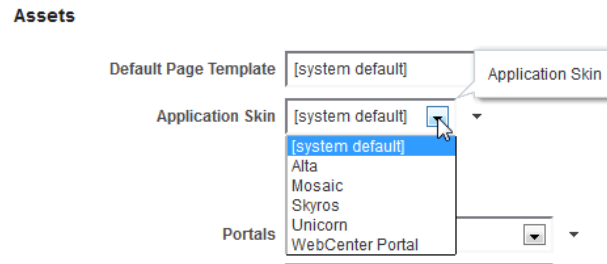 Assets
Default Page Template [system default]
Application Skin
Application Skin [system default]
[system default]
Alta
Mosaic
Skyros
Unicorn
Portals
WebCenter Portal